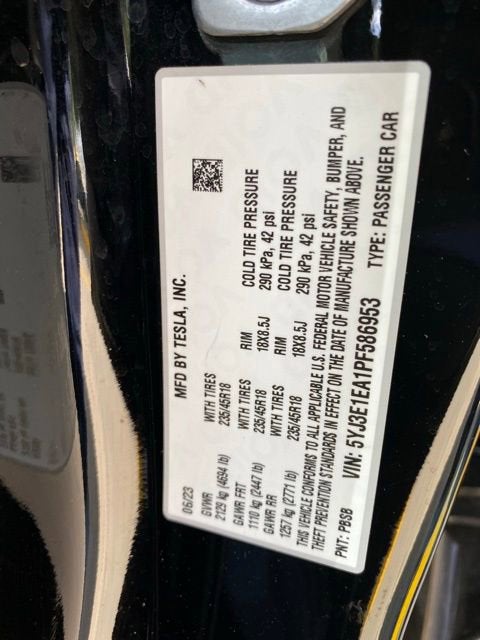 MFD BY TESLA, INC.
06/23
GVWR WITH TIRES RIM COLD TIRE PRESSURE
2129 kg (4694 lb) 235/45R18 18X8.5J 290 kPa, 42 psi
GAWR FRT WITH TIRES RIM COLD TIRE PRESSURE
1110 kg (2447 lb) 235/45R18 18X8.5J 290 kPa, 42 psi
GAWR RR
1257 kg (2771 lb) 235/45R18
THIS VEHICLE CONFORMS TO ALL APPLICABLE U.S. FEDERAL MOTOR VEHICLE SAFETY, BUMPER, AND
THEFT PREVENTION STANDARDS IN EFFECT ON THE DATE OF MANUFACTURE SHOWN ABOVE.
PNT: PBSB VIN: 5YJ3E1EA1PF586953 TYPE: PASSENGER CAR